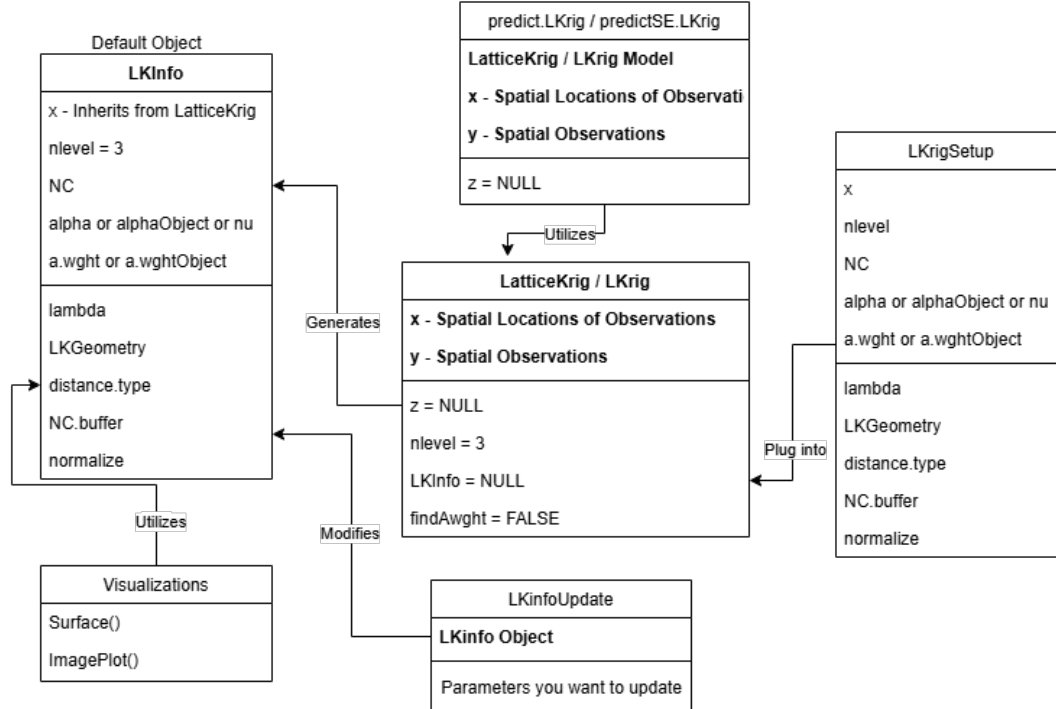 Default Object
LKInfo
x - Inherits from LatticeKrig
nlevel = 3
NC
alpha or alphaObject or nu
a.wght or a.wghtObject
lambda
LKGeometry
distance.type
NC.buffer
normalize
predict.LKrig / predictSE.LKrig
LatticeKrig / LKrig Model
x - Spatial Locations of Observati
y - Spatial Observations
z = NULL
Utilizes
LatticeKrig / LKrig
x - Spatial Locations of Observations
y - Spatial Observations
z = NULL
nlevel = 3
LKInfo = NULL
findAwght = FALSE
Generates
LKrigSetup
x
nlevel
NC
alpha or alphaObject or nu
a.wght or a.wghtObject
lambda
LKGeometry
distance.type
NC.buffer
normalize
Plug into
Utilizes
Modifies
Visualizations
Surface()
ImagePlot()
LKinfoUpdate
LKinfo Object
Parameters you want to update